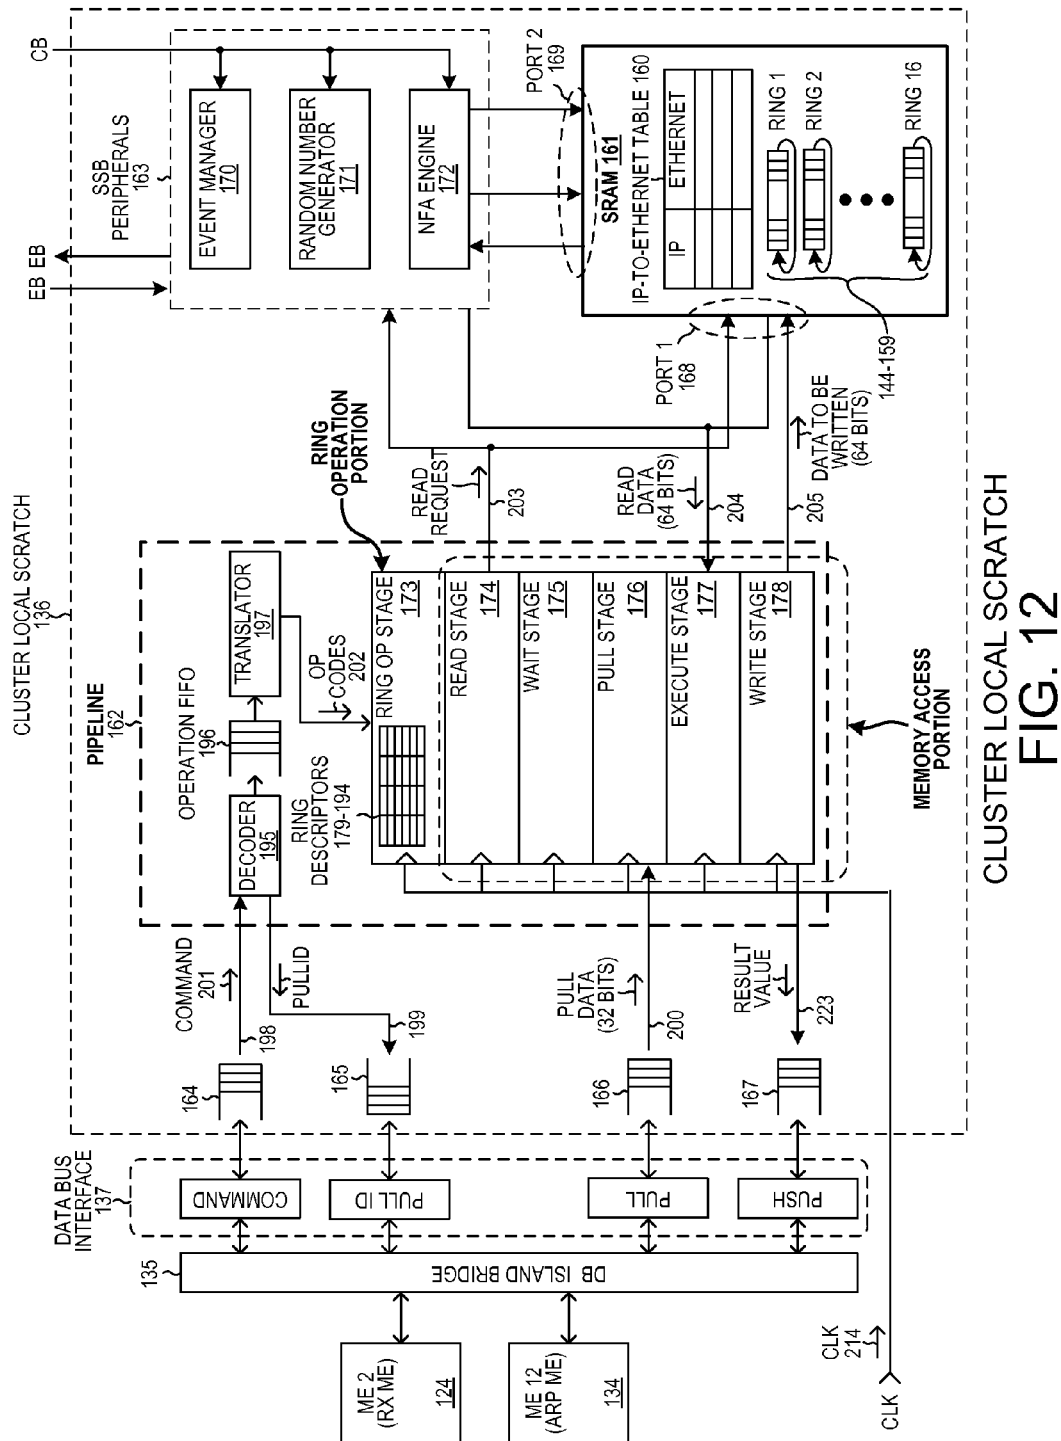 CLUSTER LOCAL SCRATCH
136
CB
EB
EB
SSB
PERIPHERALS
163
EVENT MANAGER
170
RANDOM NUMBER
GENERATOR
171
NFA ENGINE
172
PORT 2
169
SRAM 161
IP-TO-ETHERNET TABLE 160
IP
ETHERNET
RING 1
RING 2
RING 16
144-159
PORT 1
168
PIPELINE
162
OPERATION FIFO
196
TRANSLATOR
197
DECODER
195
OP
CODES
202
RING
OPERATION
PORTION
RING OP STAGE
173
RING
DESCRIPTORS
179-194
READ STAGE
174
WAIT STAGE
175
PULL STAGE
176
EXECUTE STAGE
177
WRITE STAGE
178
READ
REQUEST
203
READ
DATA
(64 BITS)
204
DATA TO BE
WRITTEN
(64 BITS)
205
MEMORY ACCESS
PORTION
COMMAND
201
198
PULLID
199
PULL
DATA
(32 BITS)
200
RESULT
VALUE
223
164
165
166
167
DATA BUS
INTERFACE
137
COMMAND
PULL ID
PULL
PUSH
135
DB ISLAND BRIDGE
ME 2
(RX ME)
124
ME 12
(ARP ME)
134
CLK
CLK
214
CLUSTER LOCAL SCRATCH
FIG. 12